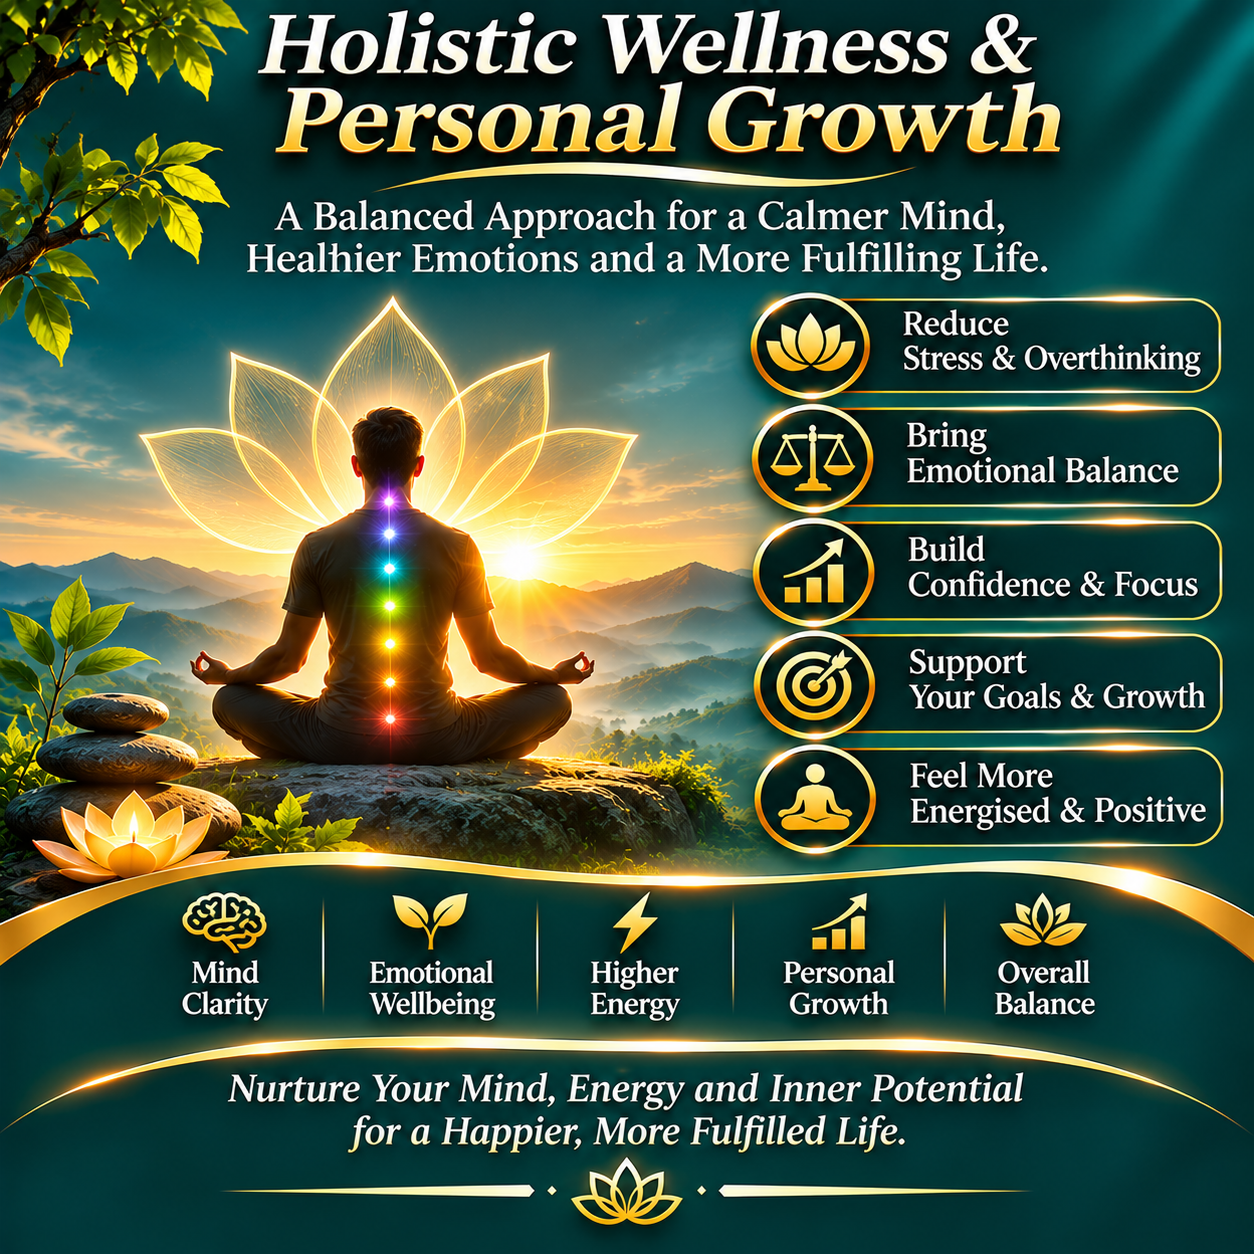 Holistic Wellness &
Personal Growth
A Balanced Approach for a Calmer Mind,
Healthier Emotions and a More Fulfilling Life.
Reduce
Stress & Overthinking
Bring
Emotional Balance
Build
Confidence & Focus
Support
Your Goals & Growth
Feel More
Energised & Positive
Mind
Clarity
Emotional
Wellbeing
Higher
Energy
Personal
Growth
Overall
Balance
Nurture Your Mind, Energy and Inner Potential
for a Happier, More Fulfilled Life.